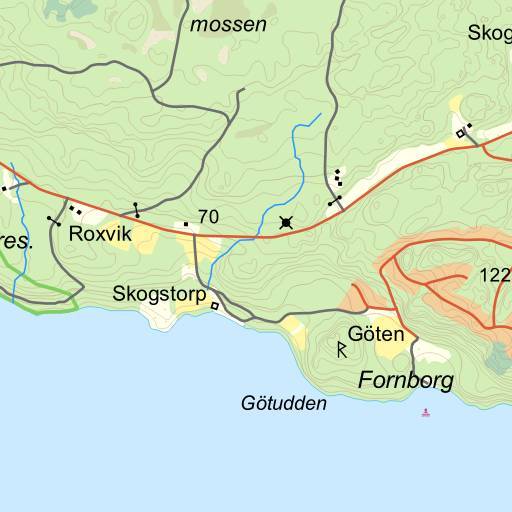 mossen
Skog
70
res.
Roxvik
122
Skogstorp
Göten
Fornborg
Götudden